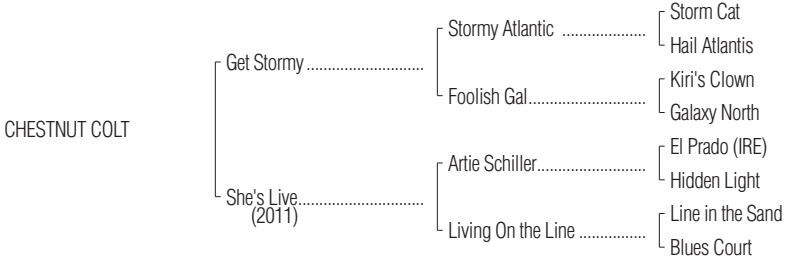 Storm Cat
Stormy Atlantic ....................
Hail Atlantis
Get Stormy ...........................
Kiri's Clown
Foolish Gal...........................
Galaxy North
CHESTNUT COLT
El Prado (IRE)
Artie Schiller.........................
Hidden Light
She's Live.............................
(2011)
Line in the Sand
Living On the Line ................
Blues Court